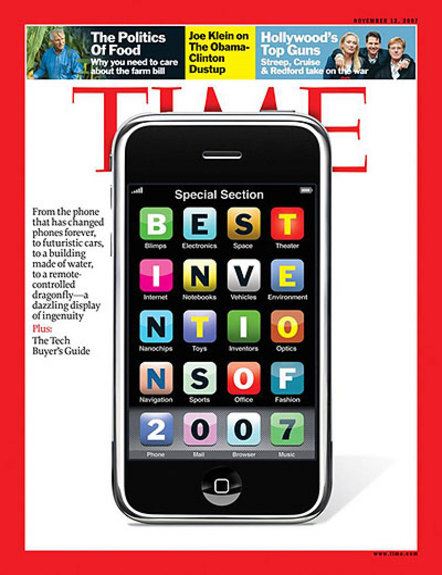 NOVEMBER 12, 2007
The Politics
Of Food
Why you need to care
about the farm bill
Joe Klein on
The Obama-
Clinton
Dustup
Hollywood's
Top Guns
Streep, Cruise
& Redford take on the war
TIME
From the phone
that has changed
phones forever,
to futuristic cars,
to a building
made of water,
to a remote-
controlled
dragonfly—a
dazzling display
of ingenuity
Plus:
The Tech
Buyer's Guide
Special Section
B E S T
Blimps Electronics Space Theater
I N V E
Internet Notebooks Vehicles Environment
N T I O
Nanochips Toys Inventors Optics
N S O F
Navigation Sports Office Fashion
2 0 0 7
Phone Mail Browser Music
www.time.com